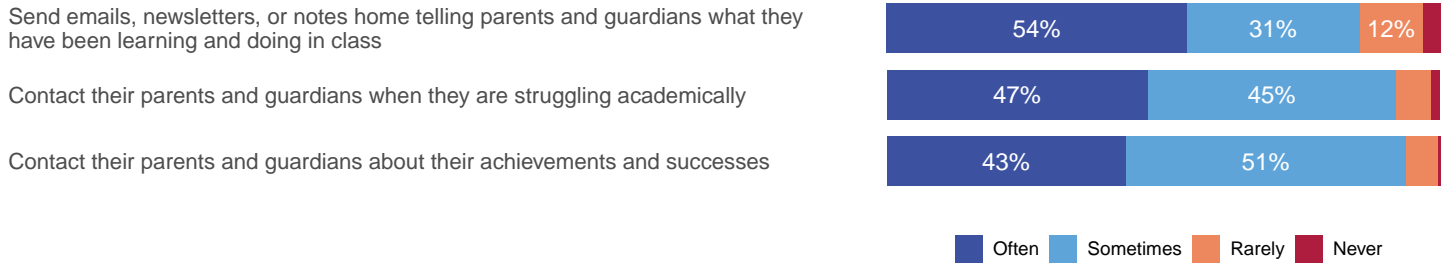 Send emails, newsletters, or notes home telling parents and guardians what they
have been learning and doing in class
54% 31% 12%
Contact their parents and guardians when they are struggling academically
47% 45%
Contact their parents and guardians about their achievements and successes
43% 51%
Often Sometimes Rarely Never